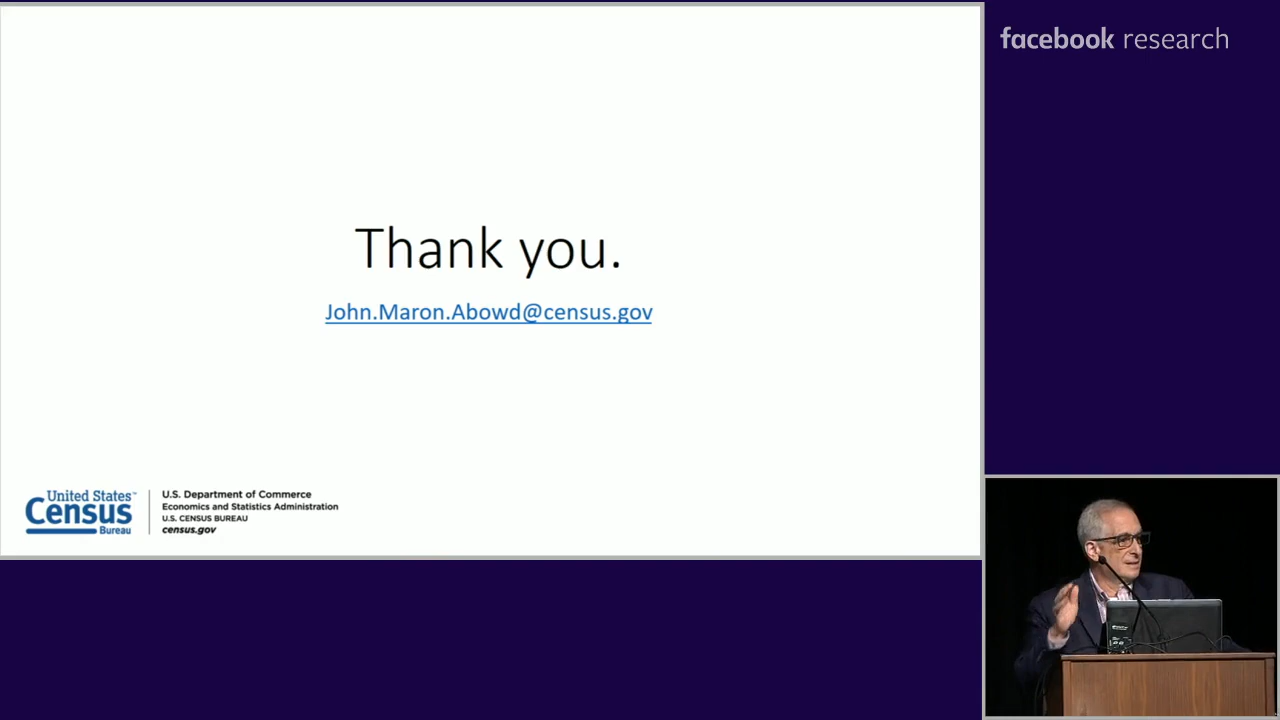 facebook research
Thank you.
John.Maron.Abowd@census.gov
United States™
Census
Bureau
U.S. Department of Commerce
Economics and Statistics Administration
U.S. CENSUS BUREAU
census.gov